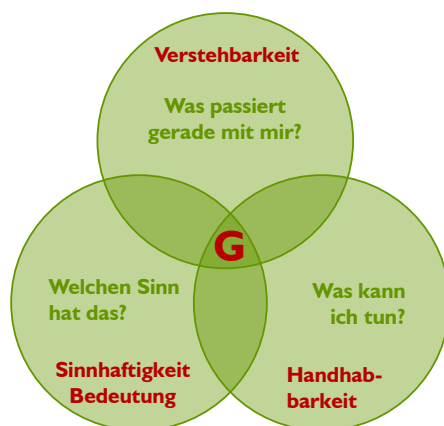 Verstehbarkeit
Was passiert
gerade mit mir?
G
Welchen Sinn
hat das?
Sinnhaftigkeit
Bedeutung
Was kann
ich tun?
Handhab-
barkeit